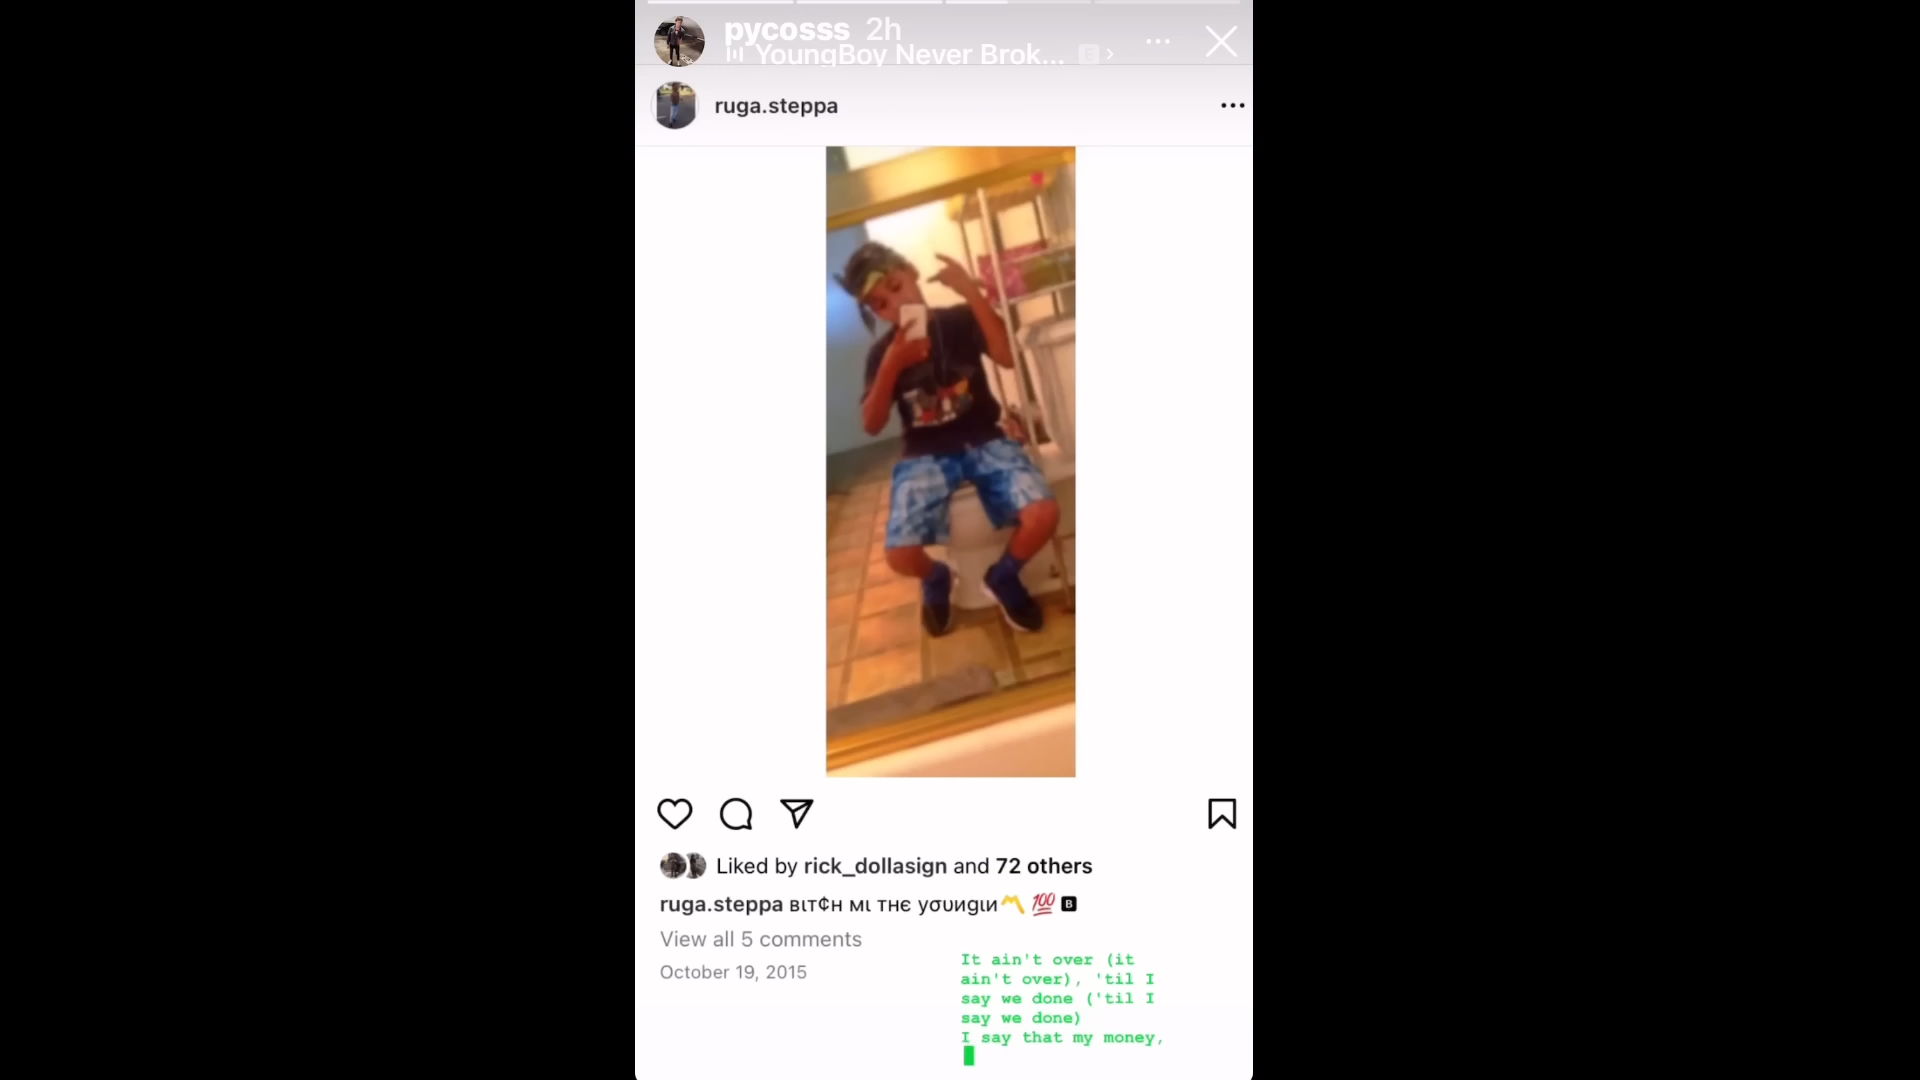 pycosss 2h
YoungBoy Never Brok... E >
ruga.steppa
Liked by rick_dollasign and 72 others
ruga.steppa вιт¢н мι тнє уσυиgιи〽️ 💯🅱
View all 5 comments
October 19, 2015
It ain't over (it
ain't over), 'til I
say we done ('til I
say we done)
I say that my money,